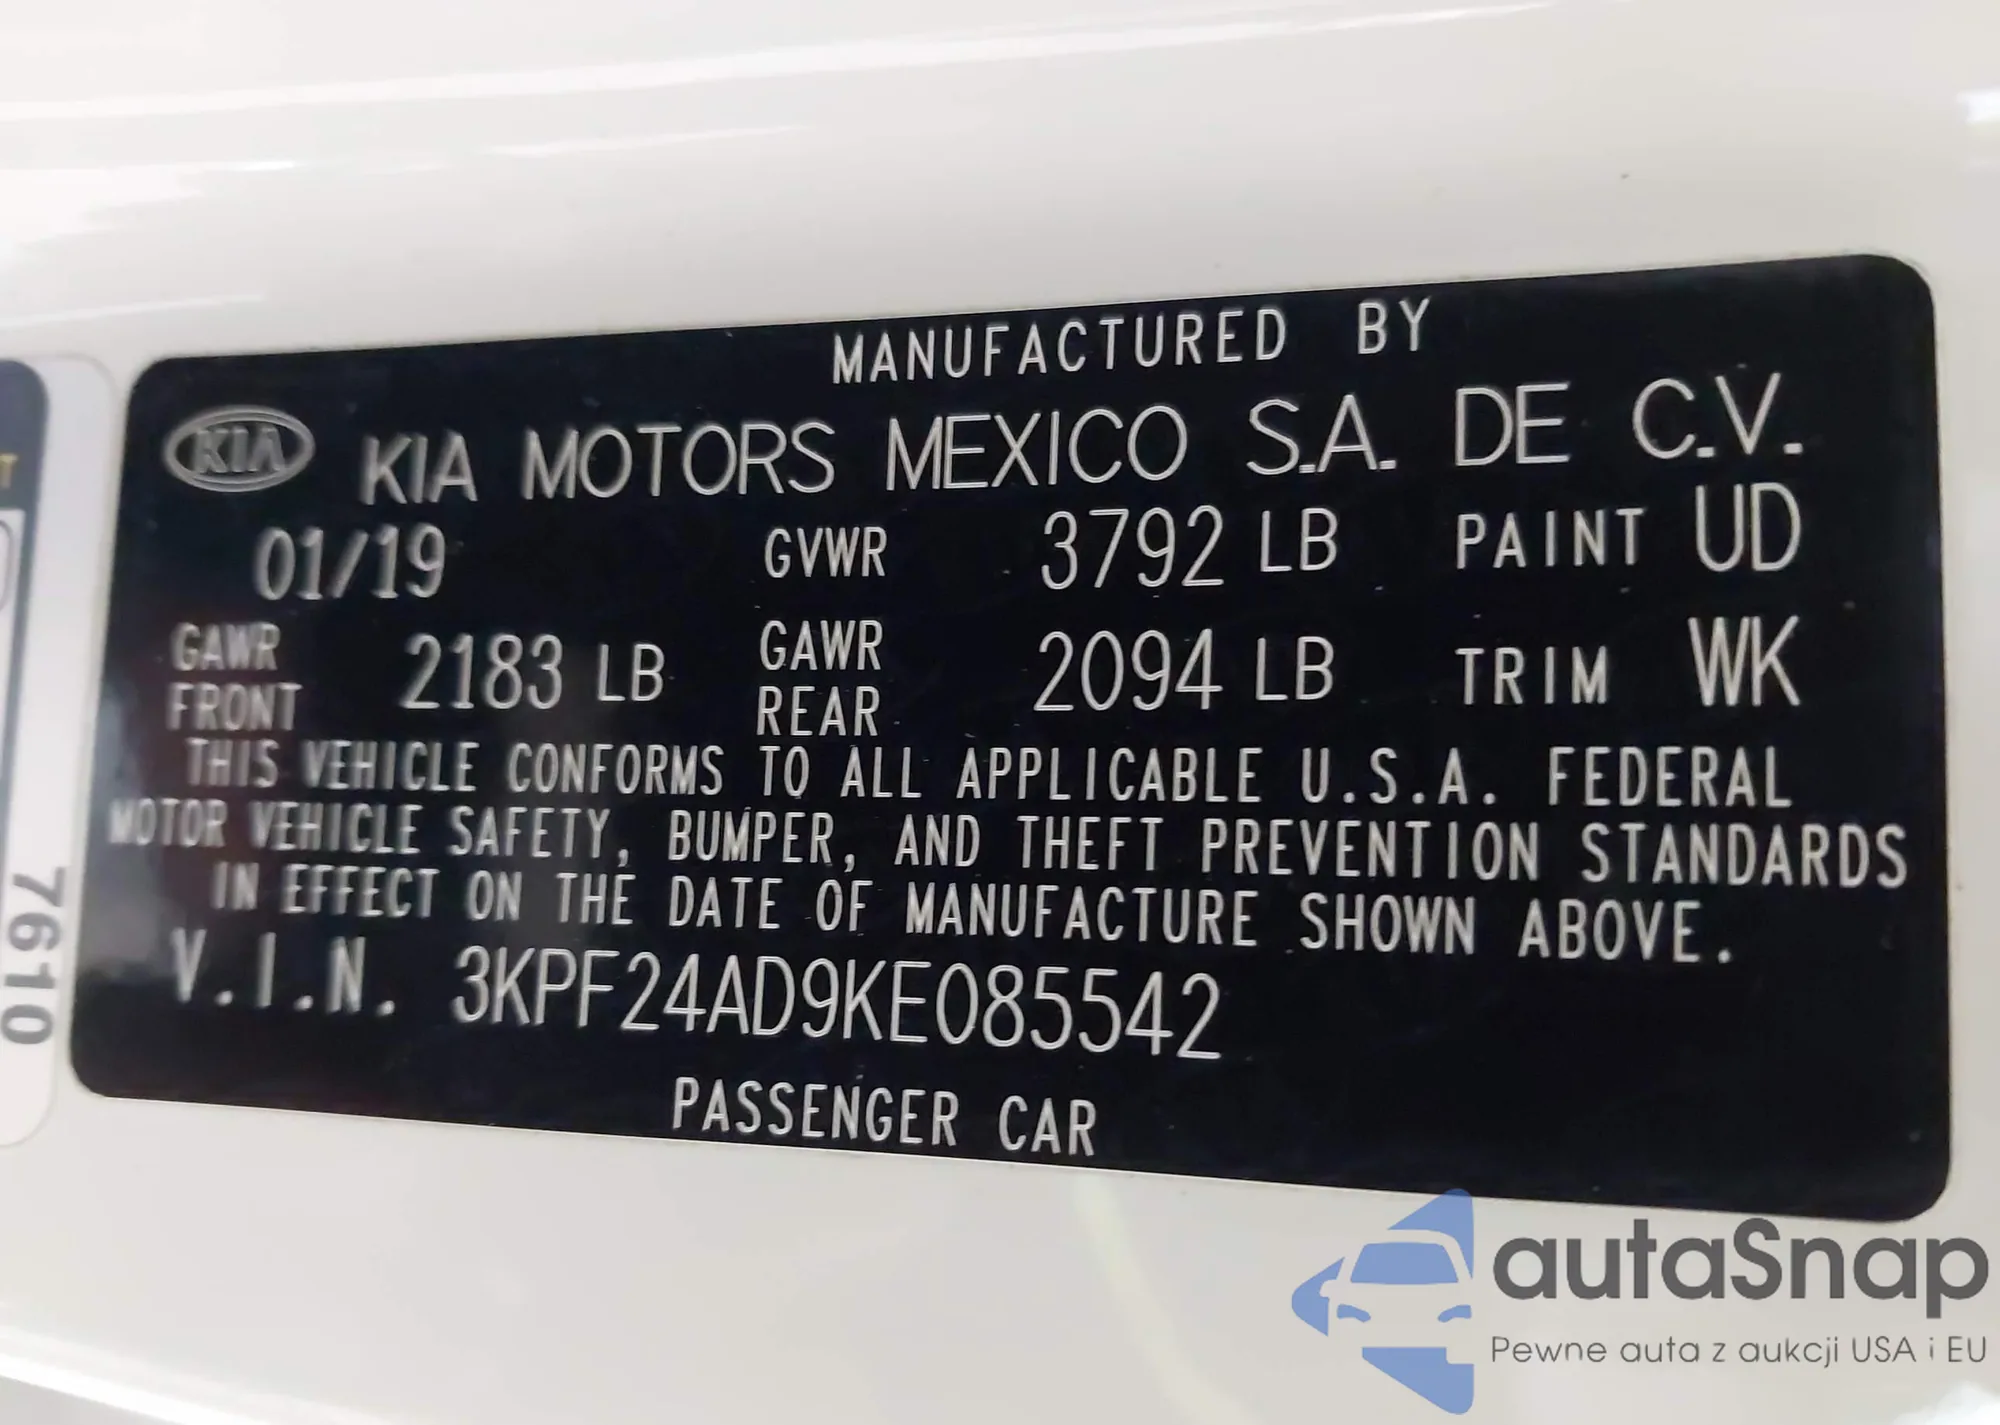 MANUFACTURED BY
KIA KIA MOTORS MEXICO S.A. DE C.V.
01/19 GVWR 3792 LB PAINT UD
GAWR FRONT 2183 LB GAWR REAR 2094 LB TRIM WK
THIS VEHICLE CONFORMS TO ALL APPLICABLE U.S.A. FEDERAL
MOTOR VEHICLE SAFETY, BUMPER, AND THEFT PREVENTION STANDARDS
IN EFFECT ON THE DATE OF MANUFACTURE SHOWN ABOVE.
V.I.N. 3KPF24AD9KE085542
PASSENGER CAR
7610
autaSnap
Pewne auta z aukcji USA i EU